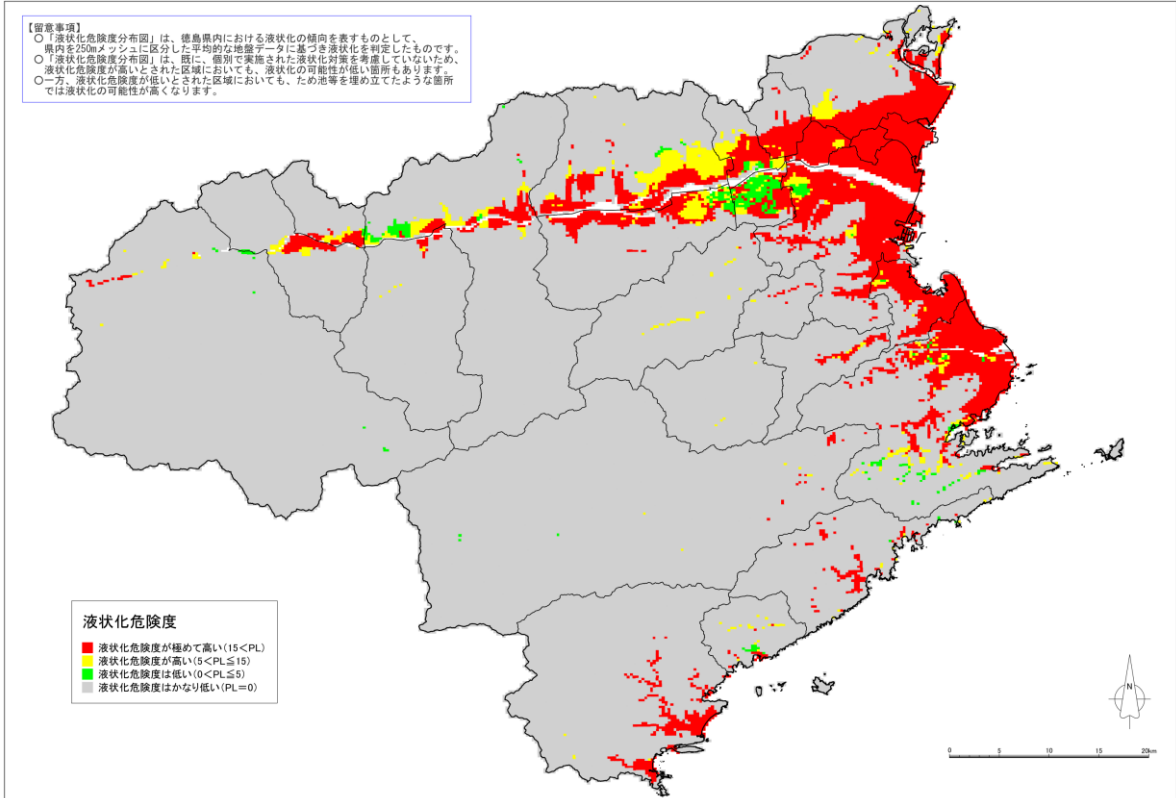 【留意事項】
○「液状化危険度分布図」は、徳島県内における液状化の傾向を表すものとして、
県内を250mメッシュに区分した平均的な地盤データに基づき液状化を判定したものです。
○「液状化危険度分布図」は、既に、個別で実施された液状化対策を考慮していないため、
液状化危険度が高いとされた区域においても、液状化の可能性が低い箇所もあります。
○一方、液状化危険度が低いとされた区域においても、ため池等を埋め立てたような箇所
では液状化の可能性が高くなります。
液状化危険度
液状化危険度が極めて高い(15<PL)
液状化危険度が高い(5<PL≦15)
液状化危険度は低い(0<PL≦5)
液状化危険度はかなり低い(PL=0)
N
0 5 10 15 20km